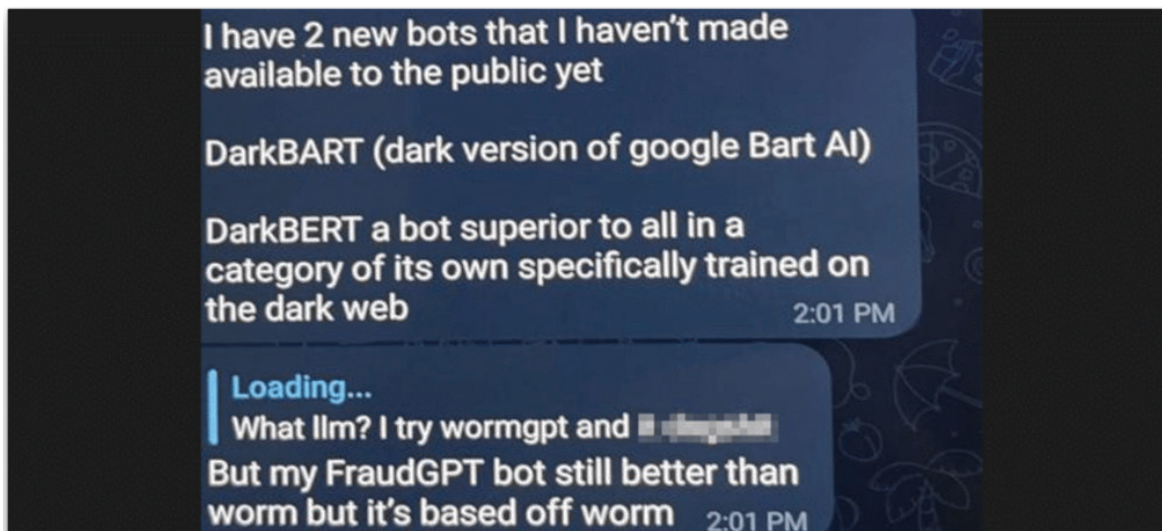 I have 2 new bots that I haven't made
available to the public yet
DarkBART (dark version of google Bart AI)
DarkBERT a bot superior to all in a
category of its own specifically trained on
the dark web
2:01 PM
Loading...
What llm? I try wormgpt and
But my FraudGPT bot still better than
worm but it's based off worm
2:01 PM